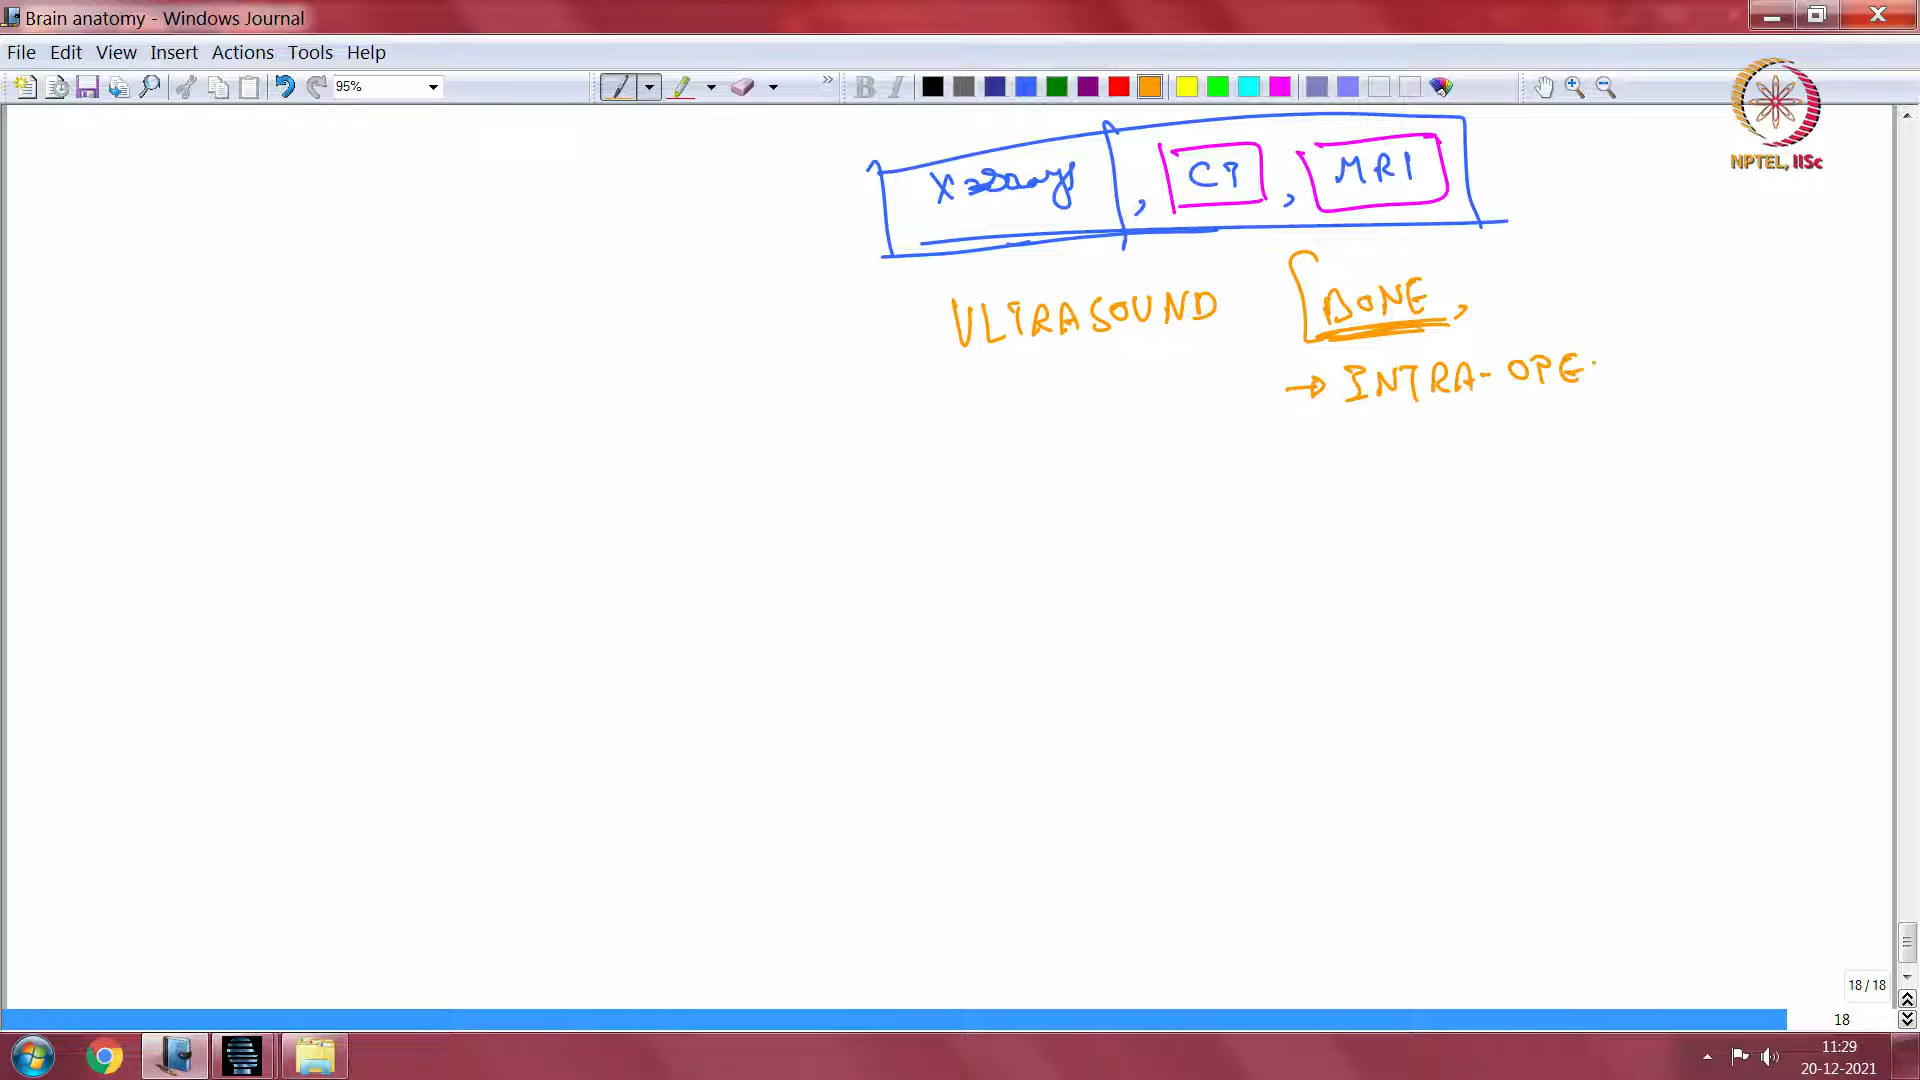 Brain anatomy - Windows Journal
File Edit View Insert Actions Tools Help
95%
B I
NPTEL, IISc
X-rays, CT, MRI
ULTRASOUND BONE,
→ INTRA-OPE
18 / 18
18
11:29
20-12-2021